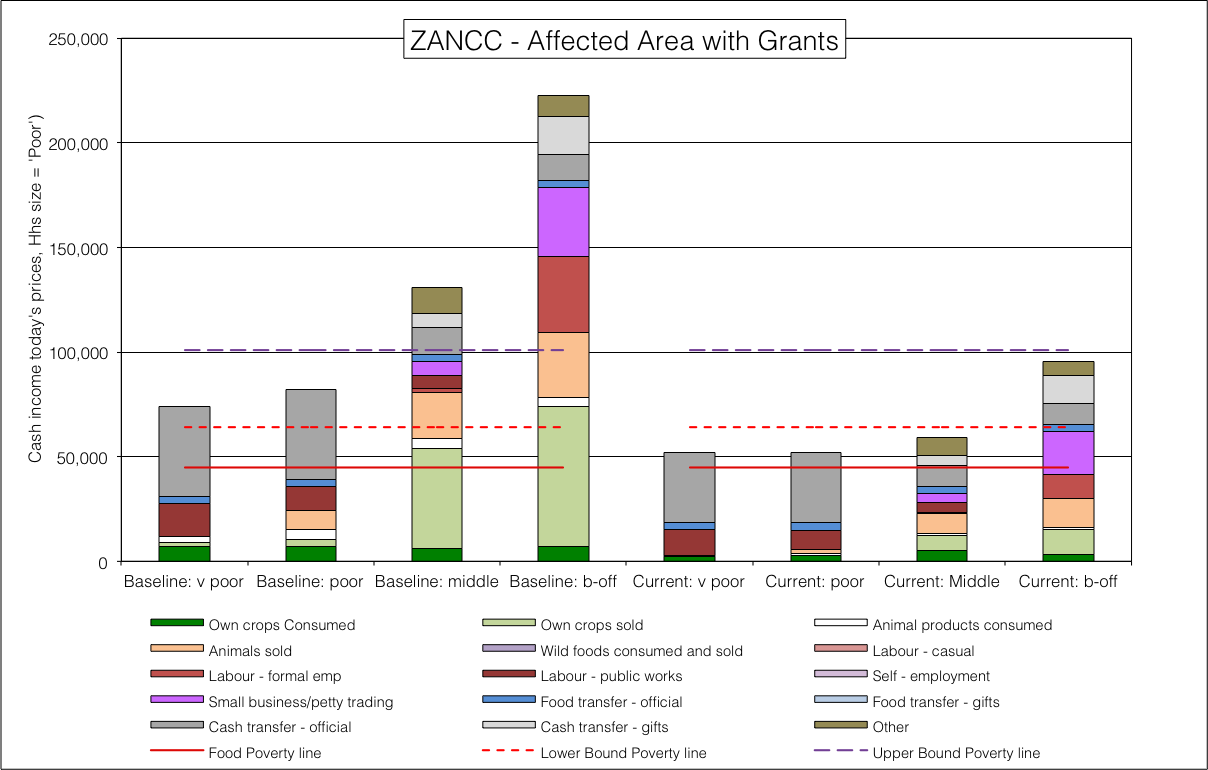 ZANCC - Affected Area with Grants
Cash income today's prices, Hhs size = 'Poor')
250,000
200,000
150,000
100,000
50,000
0
Baseline: v poor Baseline: poor Baseline: middle Baseline: b-off Current: v poor Current: poor Current: Middle Current: b-off
Own crops Consumed Own crops sold Animal products consumed
Animals sold Wild foods consumed and sold Labour - casual
Labour - formal emp Labour - public works Self - employment
Small business/petty trading Food transfer - official Food transfer - gifts
Cash transfer - official Cash transfer - gifts Other
Food Poverty line Lower Bound Poverty line Upper Bound Poverty line